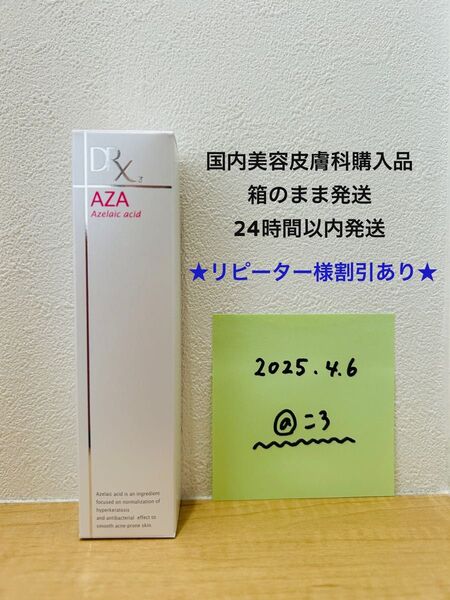 DRX
AZA
Azelaic acid
Azelaic acid is an ingredient
focused on normalization of
hyperkeratosis
and antibacterial effect to
smooth acne-prone skin.
国内美容皮膚科購入品
箱のまま発送
24時間以内発送
★リピーター様割引あり★
2025.4.6
@こ3